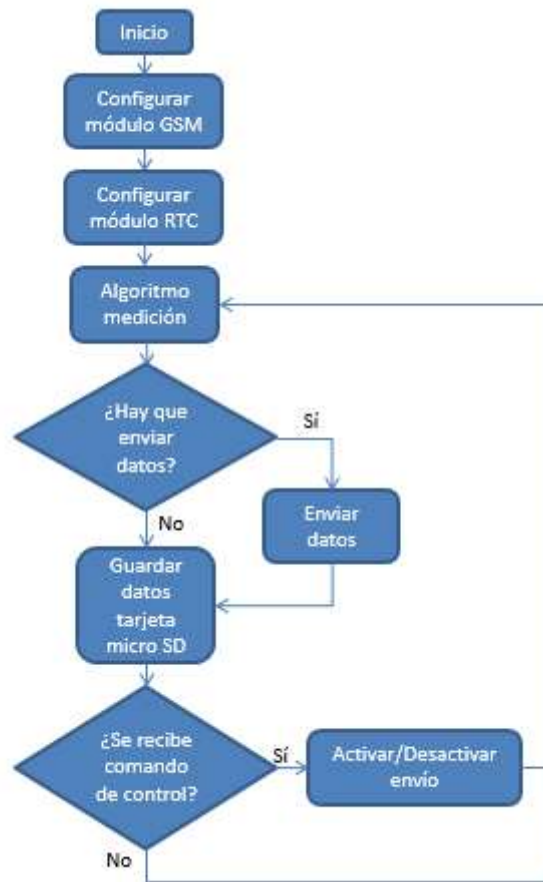 Inicio
Configurar
módulo GSM
Configurar
módulo RTC
Algoritmo
medición
¿Hay que
enviar
datos?
Sí
No
Enviar
datos
Guardar
datos
tarjeta
micro SD
¿Se recibe
comando
de control?
Sí
Activar/Desactivar
envío
No